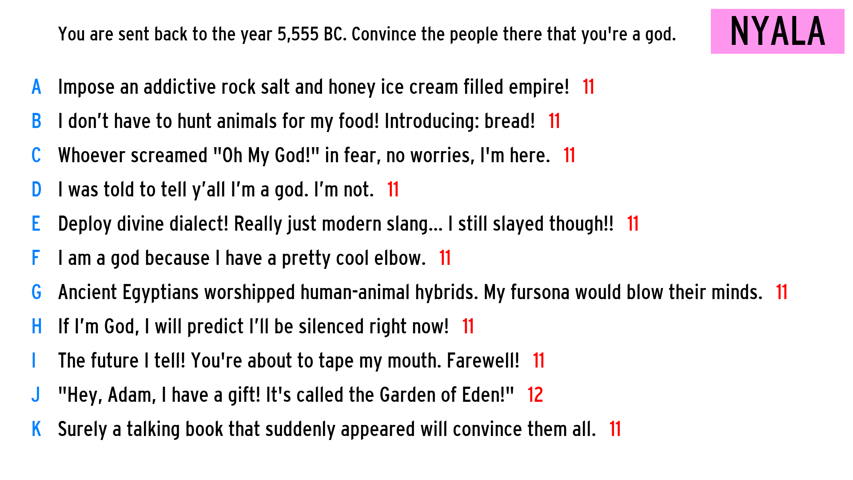 You are sent back to the year 5,555 BC. Convince the people there that you're a god.
NYALA
A Impose an addictive rock salt and honey ice cream filled empire! 11
B I don’t have to hunt animals for my food! Introducing: bread! 11
C Whoever screamed "Oh My God!" in fear, no worries, I'm here. 11
D I was told to tell y’all I’m a god. I’m not. 11
E Deploy divine dialect! Really just modern slang... I still slayed though!! 11
F I am a god because I have a pretty cool elbow. 11
G Ancient Egyptians worshipped human-animal hybrids. My fursona would blow their minds. 11
H If I’m God, I will predict I’ll be silenced right now! 11
I The future I tell! You're about to tape my mouth. Farewell! 11
J "Hey, Adam, I have a gift! It's called the Garden of Eden!" 12
K Surely a talking book that suddenly appeared will convince them all. 11